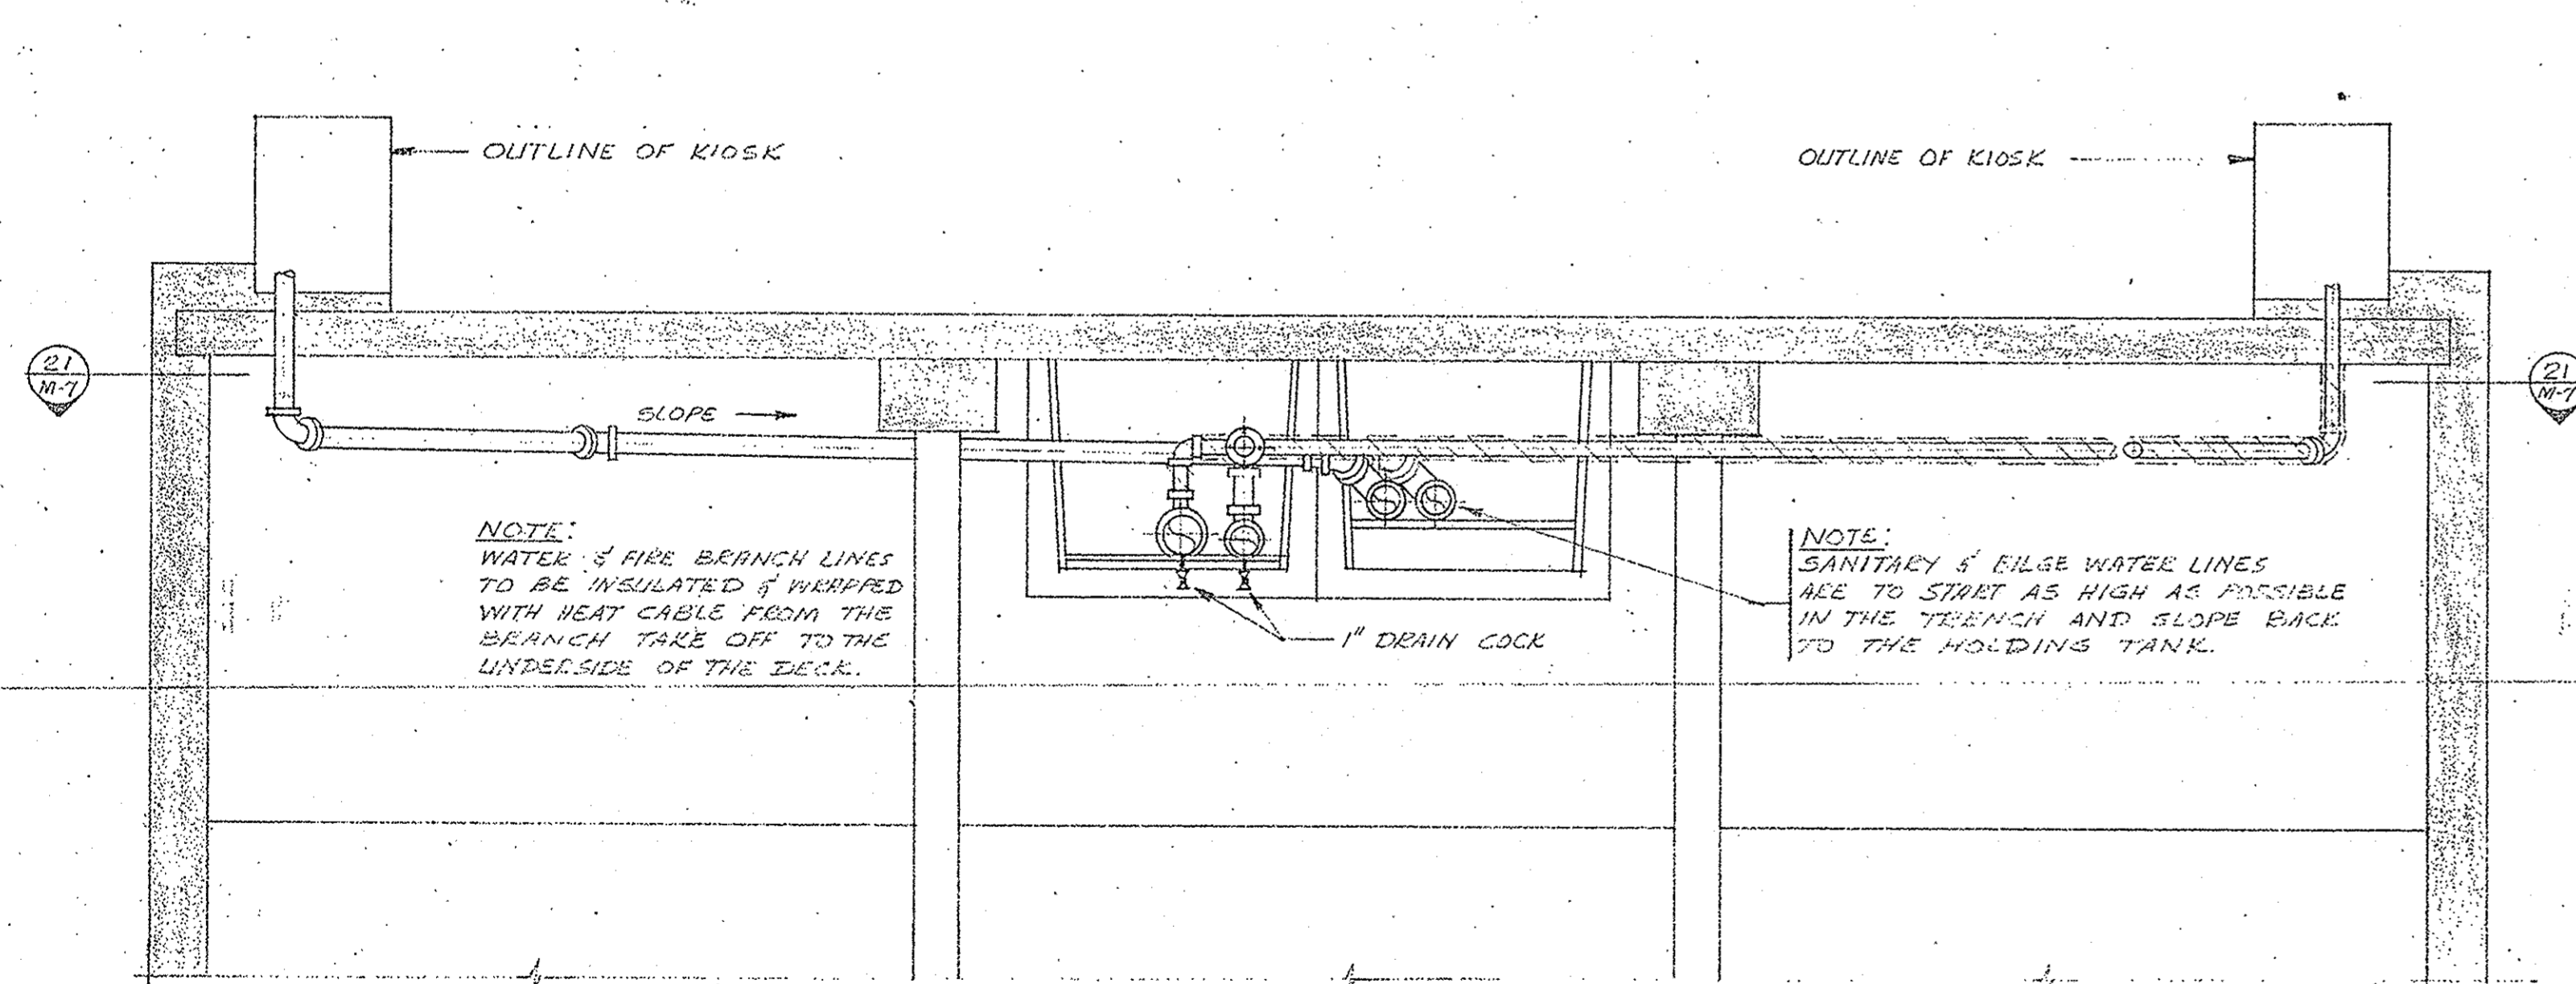 OUTLINE OF KIOSK
OUTLINE OF KIOSK
21
M-7
21
M-7
SLOPE
NOTE:
WATER & FIRE BRANCH LINES
TO BE INSULATED & WRAPPED
WITH HEAT CABLE FROM THE
BRANCH TAKE OFF TO THE
UNDERSIDE OF THE DECK.
1" DRAIN COCK
NOTE:
SANITARY & BILGE WATER LINES
ARE TO START AS HIGH AS POSSIBLE
IN THE TRENCH AND SLOPE BACK
TO THE HOLDING TANK.